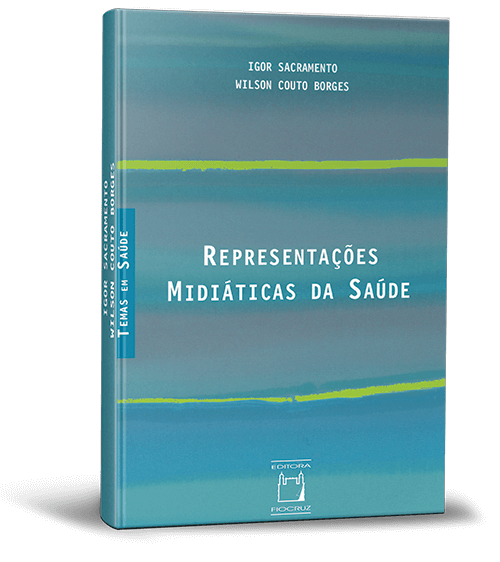 IGOR SACRAMENTO
WILSON COUTO BORGES
REPRESENTAÇÕES
MIDIÁTICAS DA SAÚDE
EDITORA
FIOCRUZ
IGOR SACRAMENTO
WILSON COUTO BORGES
TEMAS EM SAÚDE